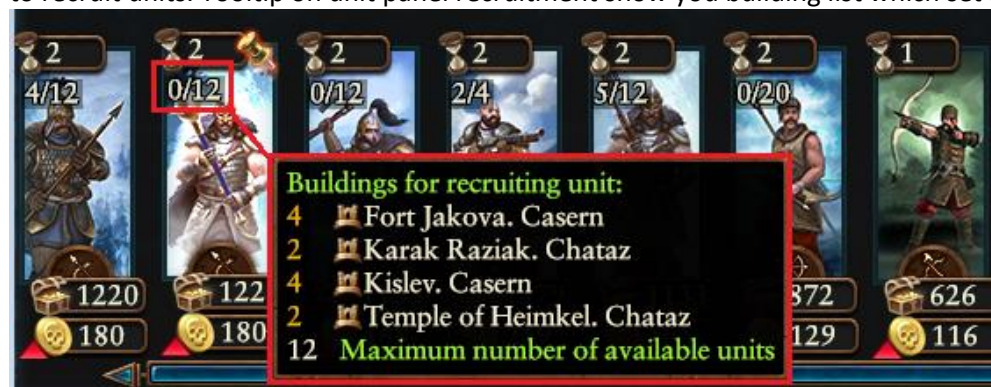 to recruit units. Tooltip on unit panel recruitment show you building list which set
2 2 2 2 2 2 1
4/12 0/12 0/12 2/4 5/12 0/20
Buildings for recruiting unit:
4 Fort Jakova. Casern
2 Karak Raziak. Chataz
4 Kislev. Casern
2 Temple of Heimkel. Chataz
12 Maximum number of available units
1220 122 872 626
180 180 129 116